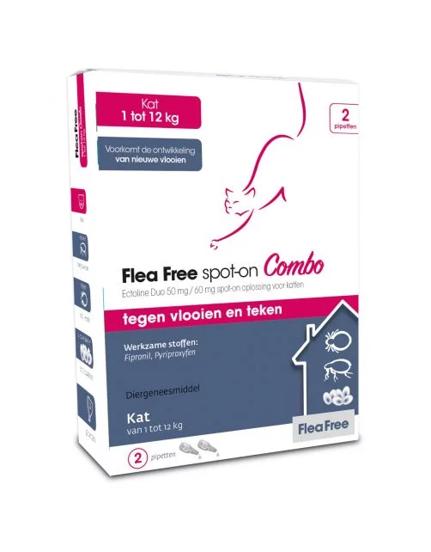 Kat
1 tot 12 kg
2
pipetten
Voorkomt de ontwikkeling
van nieuwe vlooien
Flea Free
Flea Free spot-on Combo
Ectoline Duo 50 mg / 60 mg spot-on oplossing voor katten
tegen vlooien en teken
Werkzame stoffen:
Fipronil, Pyriproxyfen
Diergeneesmiddel
Kat
van 1 tot 12 kg
Flea Free
2 pipetten